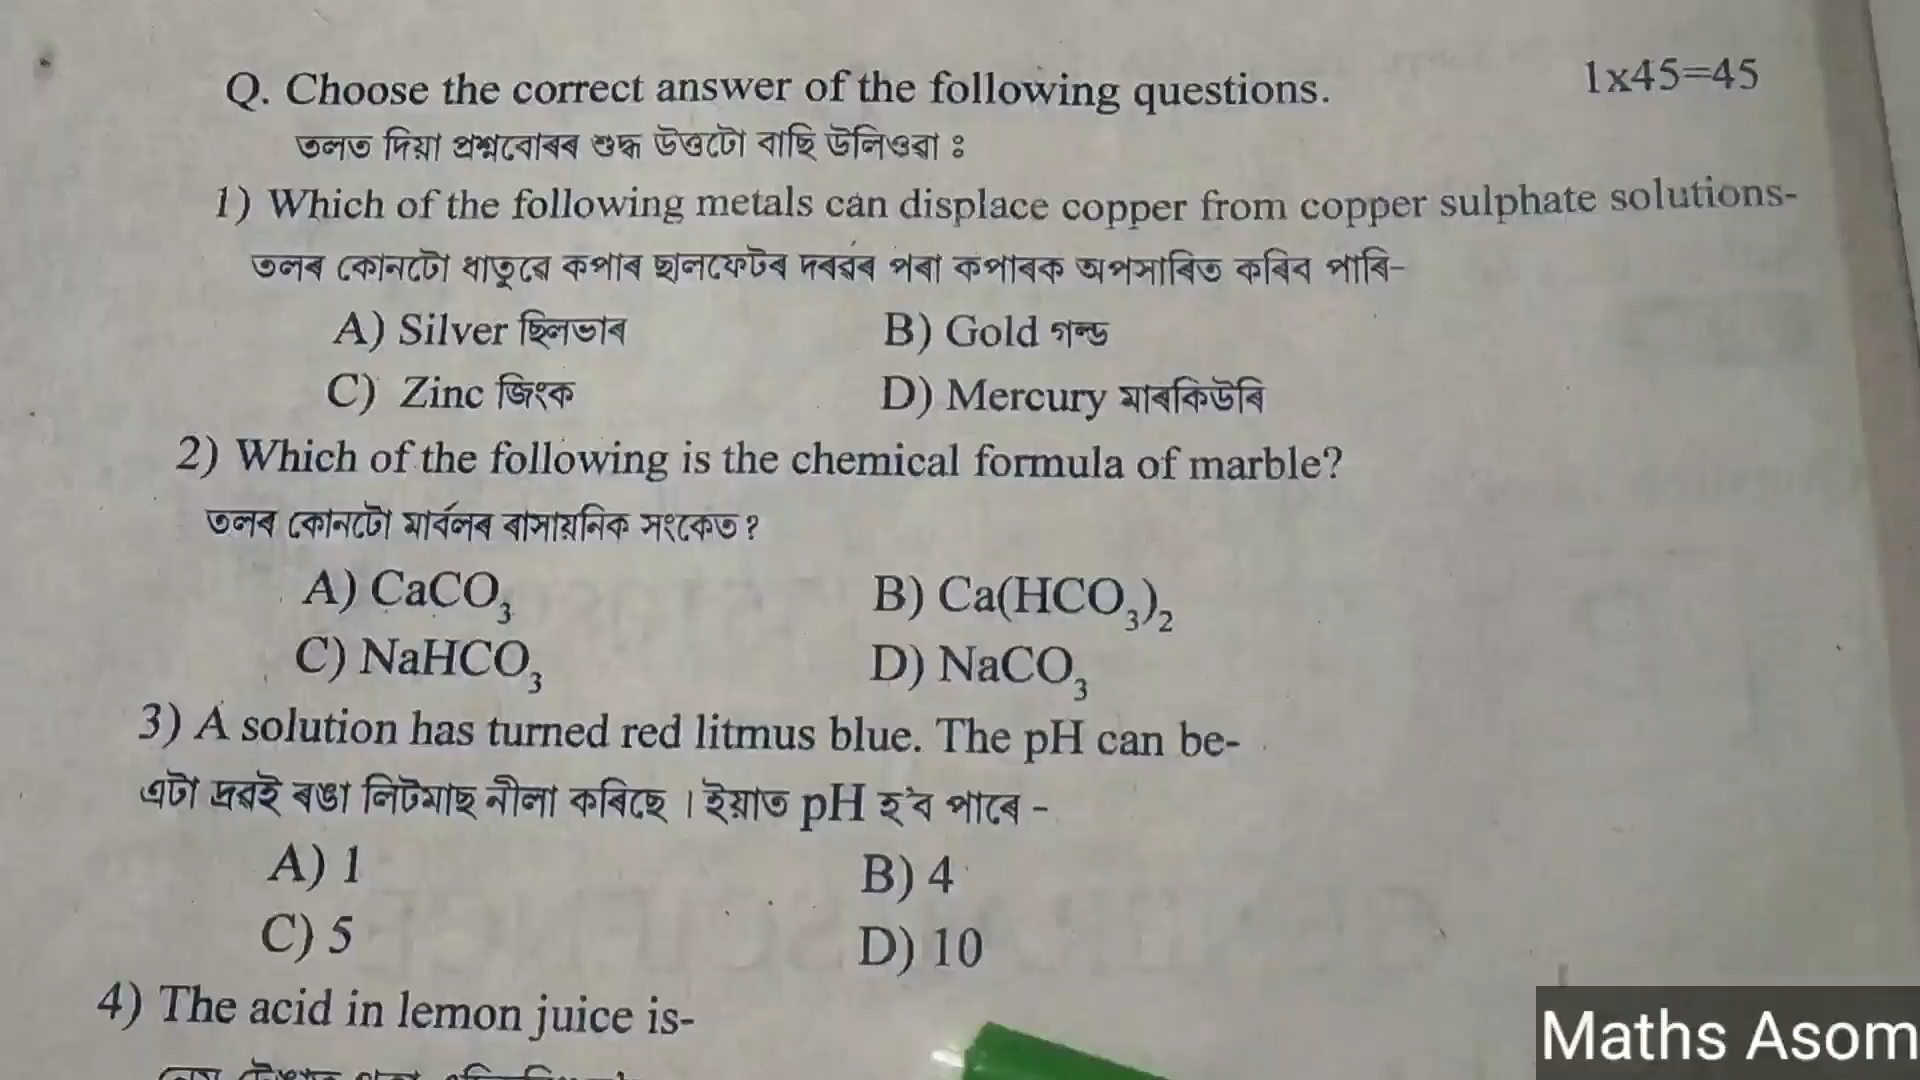 Q. Choose the correct answer of the following questions. 1x45=45
তলত দিয়া প্ৰশ্নবোৰৰ শুদ্ধ উত্তটো বাছি উলিওৱা ঃ
1) Which of the following metals can displace copper from copper sulphate solutions-
তলৰ কোনটো ধাতুৱে কপাৰ ছালফেটৰ দৰৱৰ পৰা কপাৰক অপসাৰিত কৰিব পাৰি-
A) Silver ছিলভাৰ B) Gold গল্ড
C) Zinc জিংক D) Mercury মাৰকিউৰি
2) Which of the following is the chemical formula of marble?
তলৰ কোনটো মাৰ্বলৰ ৰাসায়নিক সংকেত?
A) CaCO₃ B) Ca(HCO₃)₂
C) NaHCO₃ D) NaCO₃
3) A solution has turned red litmus blue. The pH can be-
এটা দ্ৰৱই ৰঙা লিটমাছ নীলা কৰিছে । ইয়াত pH হ'ব পাৰে -
A) 1 B) 4
C) 5 D) 10
4) The acid in lemon juice is-
Maths Asom